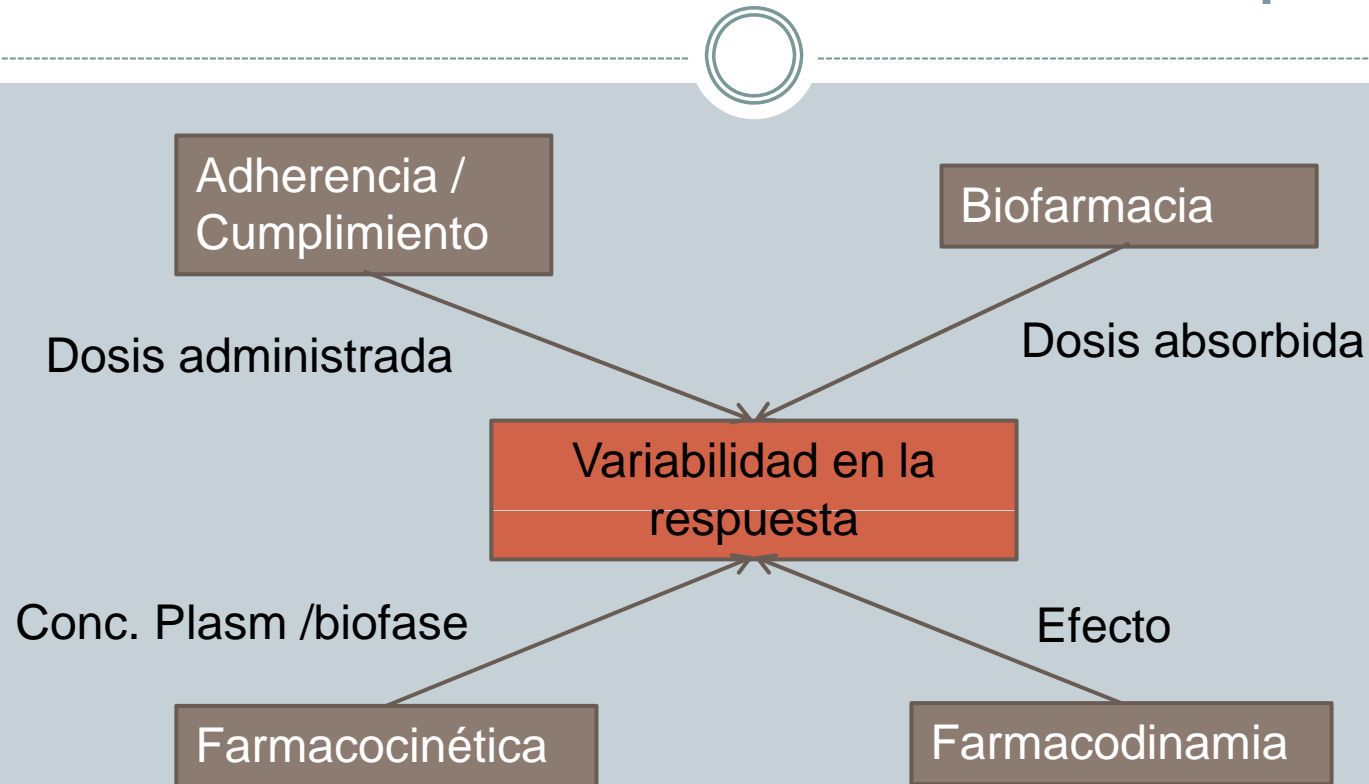 Adherencia /
Cumplimiento
Biofarmacia
Dosis administrada
Dosis absorbida
Variabilidad en la
respuesta
Conc. Plasm /biofase
Efecto
Farmacocinética
Farmacodinamia